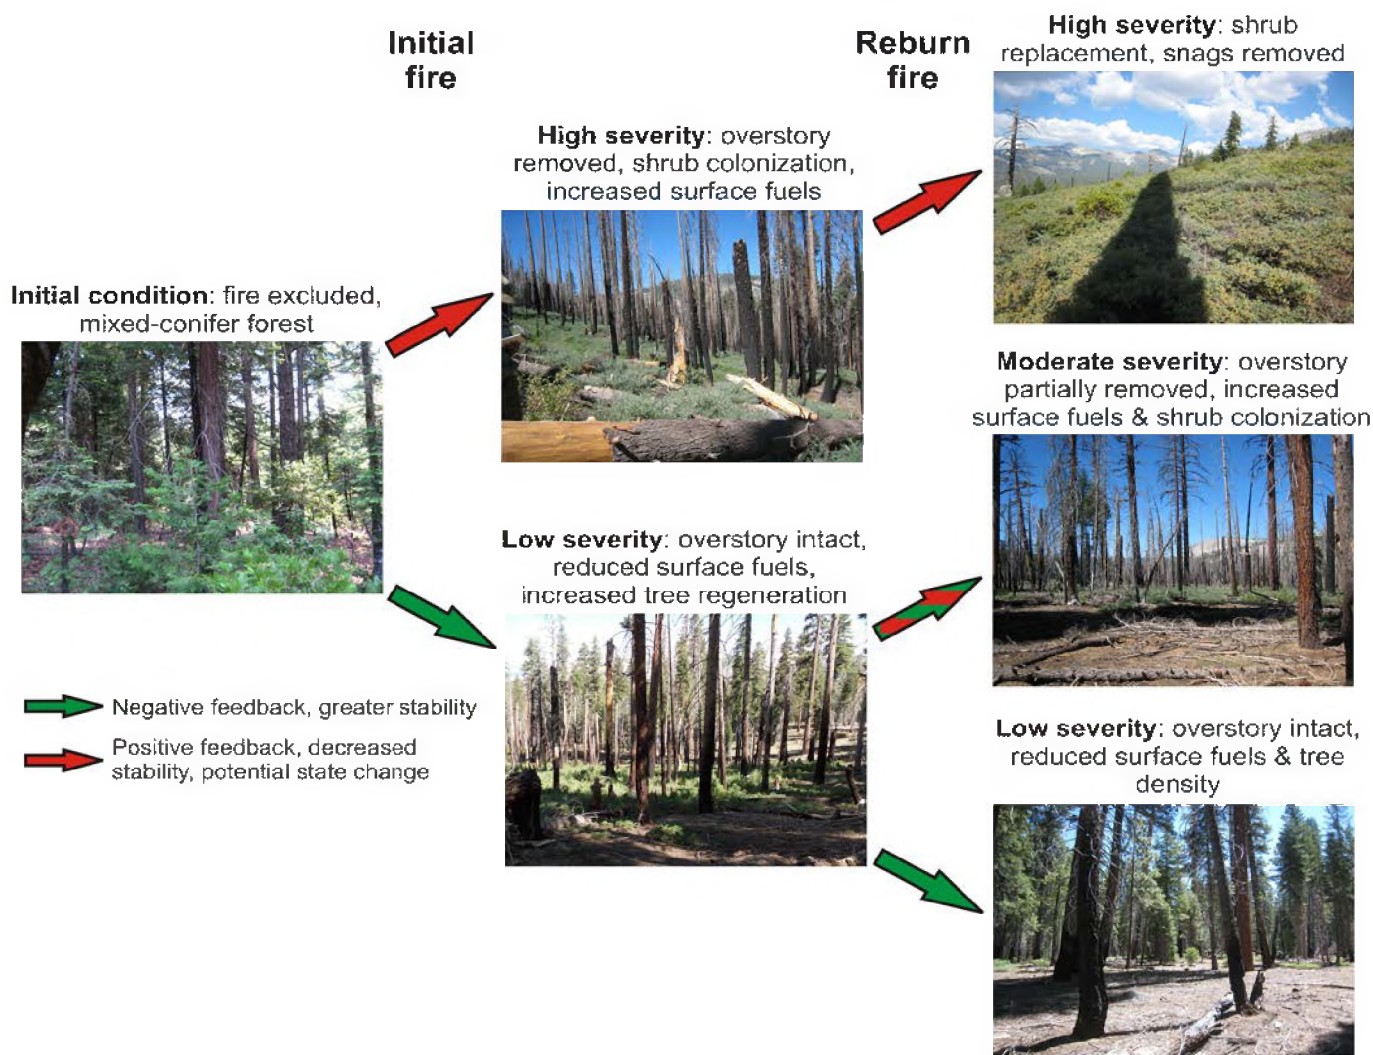 Initial
fire
Reburn
fire
High severity: shrub
replacement, snags removed
High severity: overstory
removed, shrub colonization,
increased surface fuels
Initial condition: fire excluded,
mixed-conifer forest
Moderate severity: overstory
partially removed, increased
surface fuels & shrub colonization
Low severity: overstory intact,
reduced surface fuels,
increased tree regeneration
Negative feedback, greater stability
Positive feedback, decreased
stability, potential state change
Low severity: overstory intact,
reduced surface fuels & tree
density